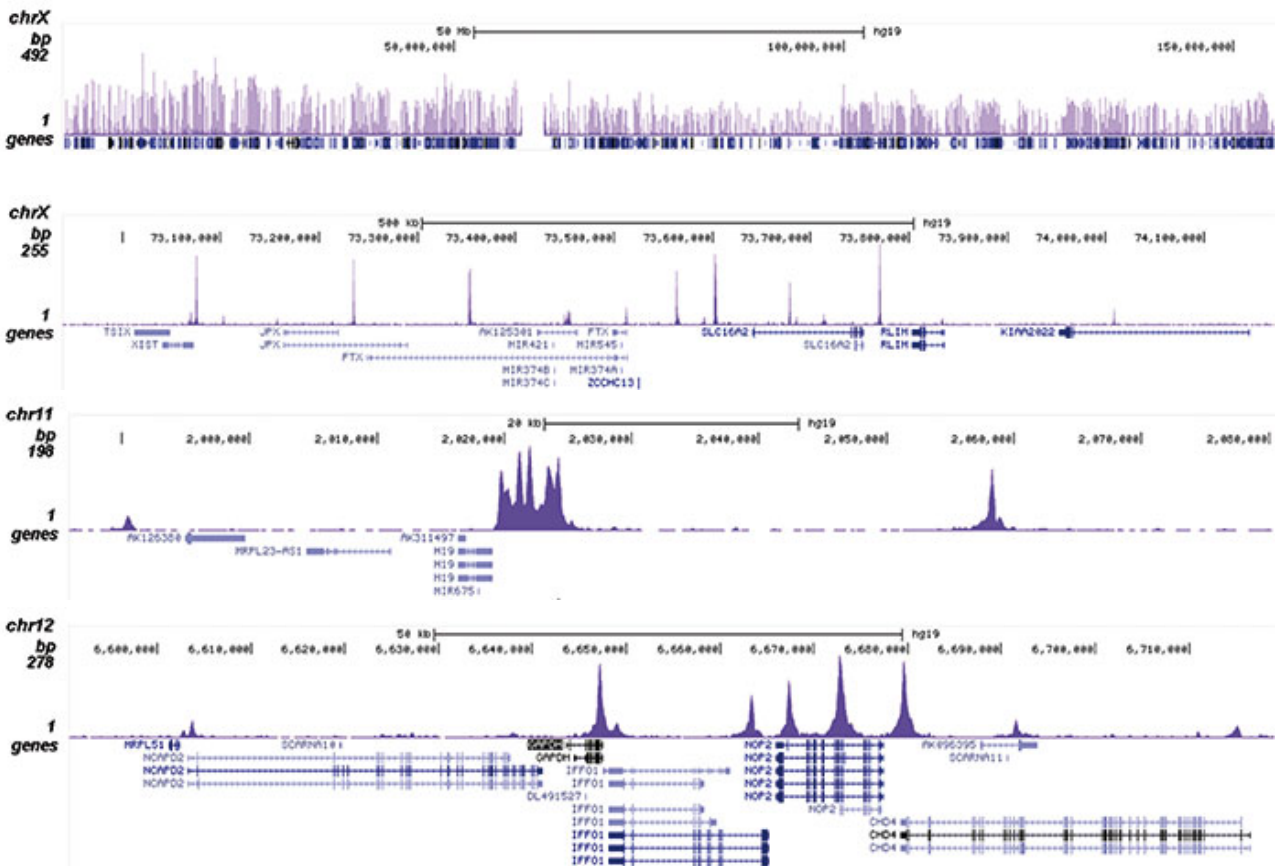 chrX
50 Mb hg19
bp 50,000,000| 100,000,000| 150,000,000|
492
1
genes
chrX
500 kb hg19
bp | 73,100,000| 73,200,000| 73,300,000| 73,400,000| 73,500,000| 73,600,000| 73,700,000| 73,800,000| 73,900,000| 74,000,000| 74,100,000|
255
1
genes
TSIX JPX AK125301 FTX SLC16A2 RLIM KIAA2022
XIST JPX MIR421 MIR545 SLC16A2 RLIM
FTX MIR374B MIR374A
MIR374C ZCCHC13
chr11
20 kb hg19
bp | 2,000,000| 2,010,000| 2,020,000| 2,030,000| 2,040,000| 2,050,000| 2,060,000| 2,070,000| 2,080,000|
198
1
genes
AK126380 AK311497
MRPL23-AS1 H19
H19
H19
MIR675
chr12
50 kb hg19
bp 6,600,000| 6,610,000| 6,620,000| 6,630,000| 6,640,000| 6,650,000| 6,660,000| 6,670,000| 6,680,000| 6,690,000| 6,700,000| 6,710,000|
278
1
genes
MRPL51 SCARNA10 GAPDH NOP2 AK096395
NCAPD2 GAPDH NOP2 SCARNA11
NCAPD2 IFFO1 NOP2
NCAPD2 IFFO1 NOP2
DL491527 NOP2
IFFO1 NOP2
IFFO1 CHD4
IFFO1 CHD4
IFFO1 CHD4
IFFO1